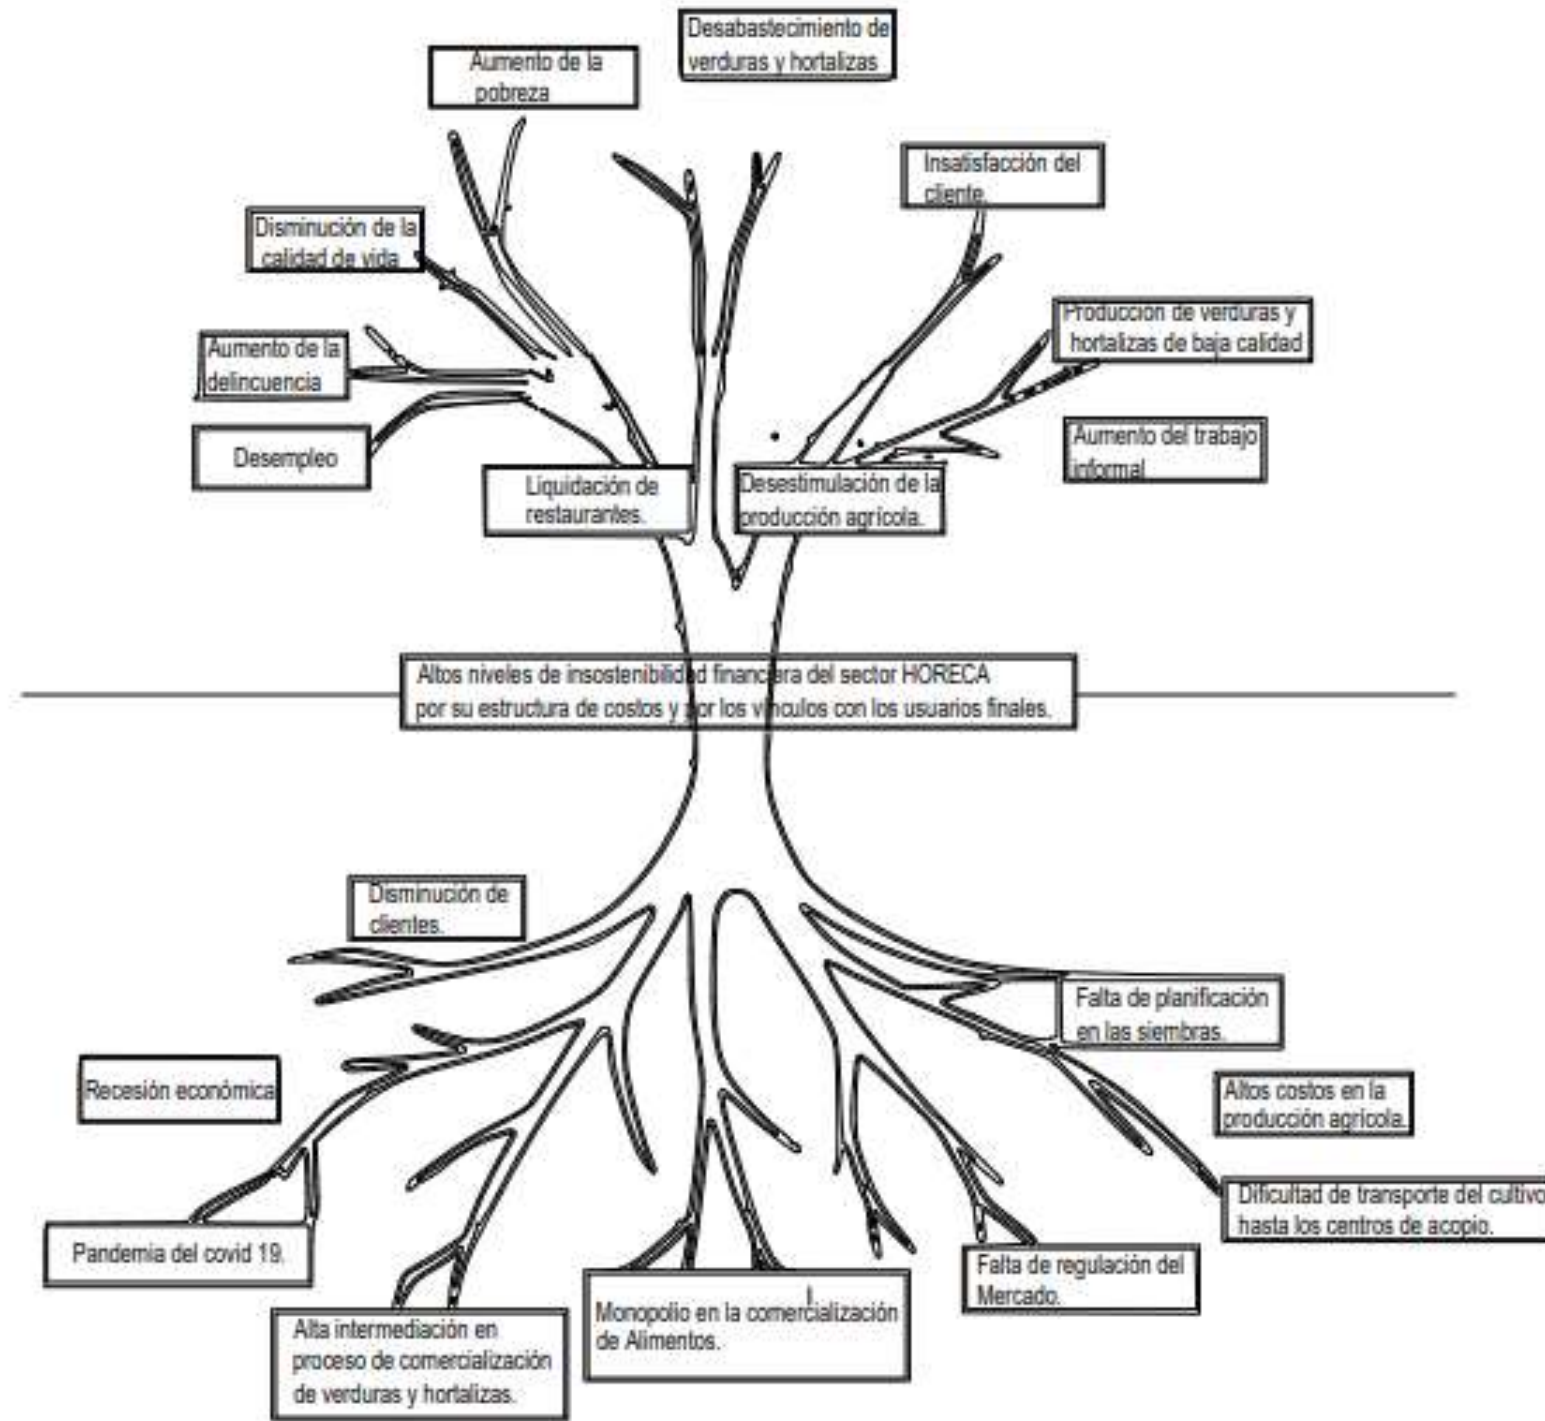 Desabastecimiento de
verduras y hortalizas
Aumento de la
pobreza
Insatisfacción del
cliente.
Disminución de la
calidad de vida
Producción de verduras y
hortalizas de baja calidad
Aumento de la
delincuencia
Aumento del trabajo
informal
Desempleo
Liquidación de
restaurantes.
Desestimulación de la
producción agrícola.
Altos niveles de insostenibilidad financiera del sector HORECA
por su estructura de costos y por los vínculos con los usuarios finales.
Disminución de
clientes.
Falta de planificación
en las siembras.
Recesión económica
Altos costos en la
producción agrícola.
Dificultad de transporte del cultivo
hasta los centros de acopio.
Pandemia del covid 19.
Falta de regulación del
Mercado.
Monopolio en la comercialización
de Alimentos.
Alta intermediación en
proceso de comercialización
de verduras y hortalizas.